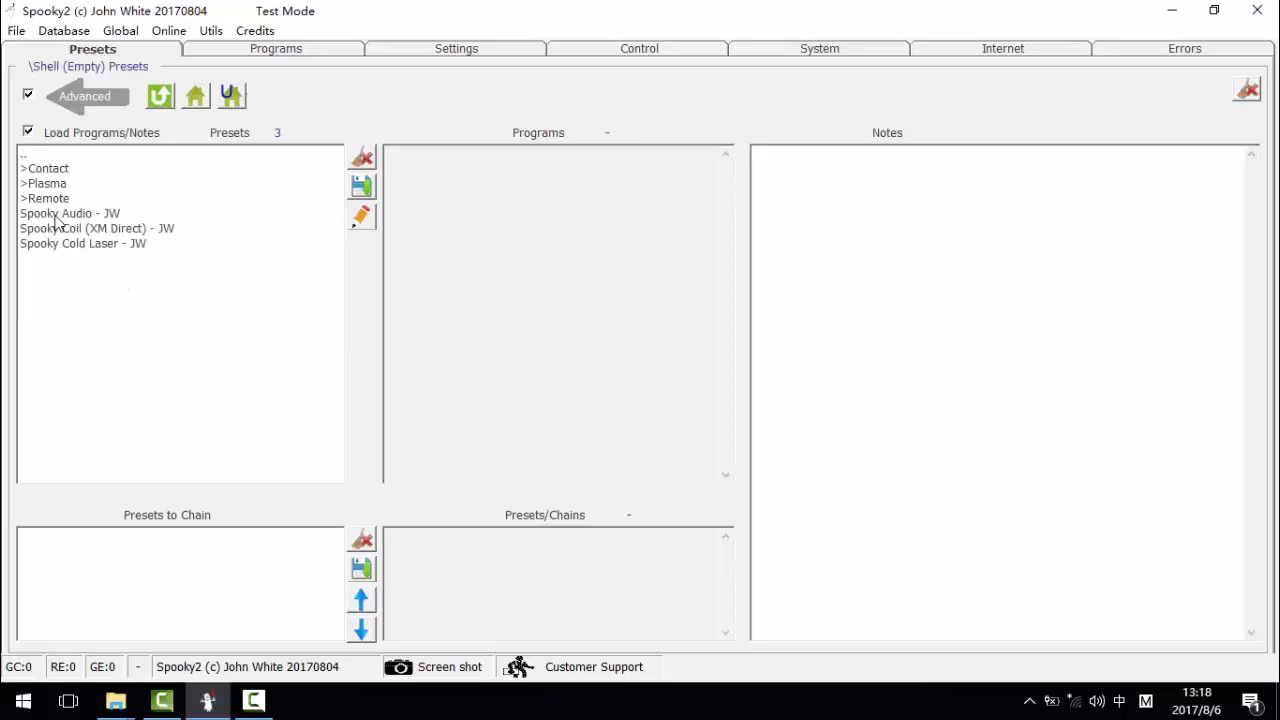 Spooky2 (c) John White 20170804 Test Mode
File Database Global Online Utils Credits
Presets Programs Settings Control System Internet Errors
\Shell (Empty) Presets
Advanced
Load Programs/Notes Presets 3 Programs - Notes
..
>Contact
>Plasma
>Remote
Spooky Audio - JW
Spooky Coil (XM Direct) - JW
Spooky Cold Laser - JW
Presets to Chain Presets/Chains -
GC:0 RE:0 GE:0 - Spooky2 (c) John White 20170804 Screen shot Customer Support
中 M 13:18
2017/8/6 1